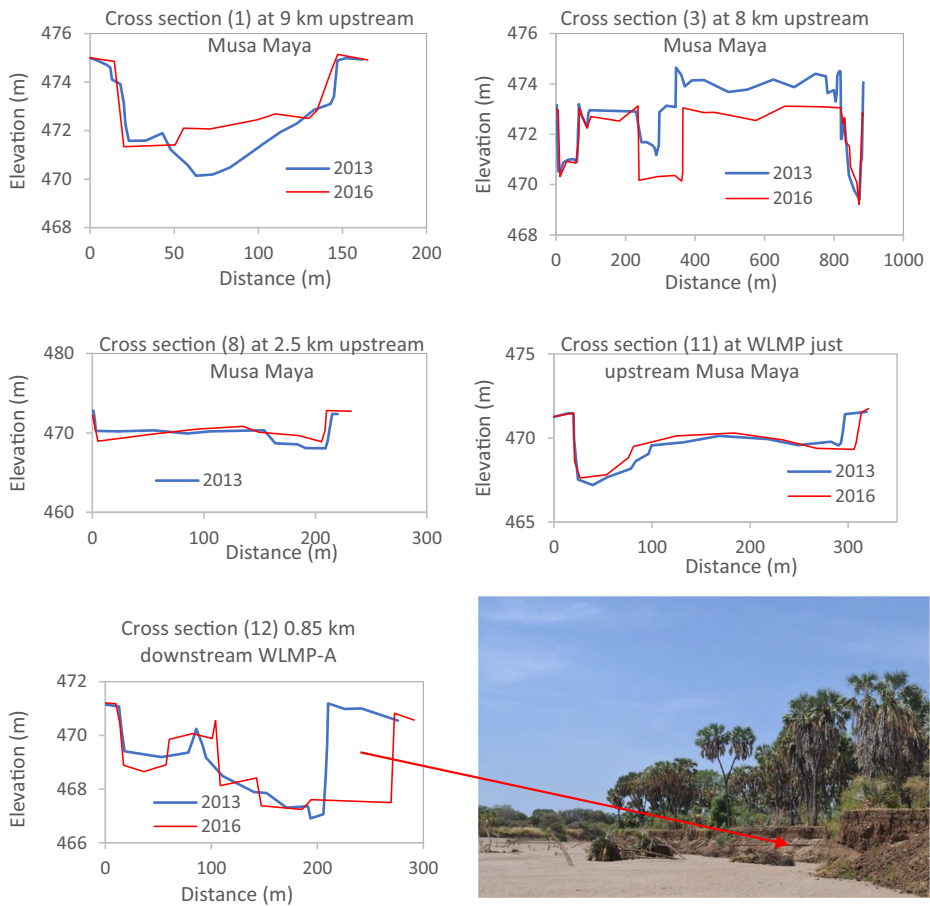 Cross section (1) at 9 km upstream
Musa Maya
476
474
472
470
468
Elevation (m)
0
50
100
150
200
Distance (m)
2013
2016
Cross section (3) at 8 km upstream
Musa Maya
476
474
472
470
468
Elevation (m)
0
200
400
600
800
1000
Distance (m)
2013
2016
Cross section (8) at 2.5 km upstream
Musa Maya
480
470
460
Elevation (m)
0
100
200
300
Distance (m)
2013
Cross section (11) at WLMP just
upstream Musa Maya
475
470
465
Elevation (m)
0
100
200
300
Distance (m)
2013
2016
Cross section (12) 0.85 km
downstream WLMP-A
472
470
468
466
Elevation (m)
0
100
200
300
Distance (m)
2013
2016